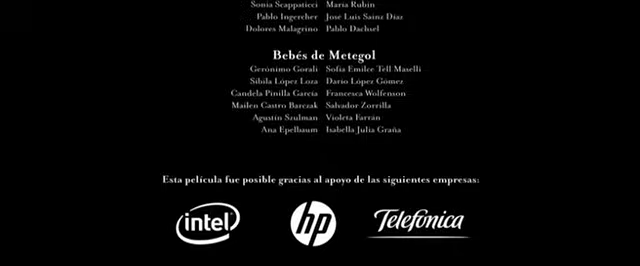 Sonia Scappaticci María Rubin
Pablo Ingercher José Luis Sainz Díaz
Dolores Malagrino Pablo Dachsel
Bebés de Metegol
Gerónimo Gorali Sofía Emilce Tell Maselli
Sibila López Loza Darío López Gómez
Candela Pinilla García Francesca Wolfenson
Mailen Castro Barczak Salvador Zorrilla
Agustín Szulman Violeta Farrán
Ana Epelbaum Isabella Julia Graña
Esta película fue posible gracias al apoyo de las siguientes empresas:
intel hp Telefónica